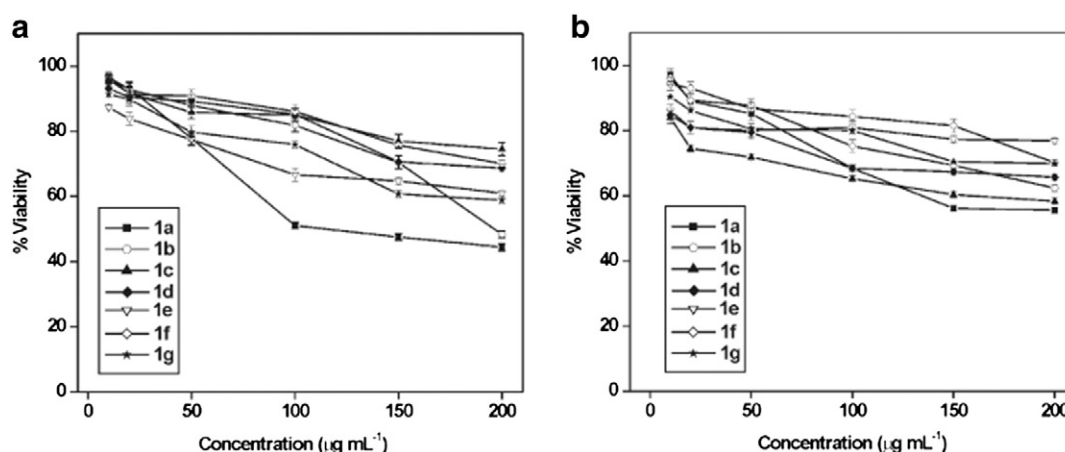 a
% Viability
100
80
60
40
20
0
1a
1b
1c
1d
1e
1f
1g
0 50 100 150 200
Concentration (μg mL-1)
b
% Viability
100
80
60
40
20
0
1a
1b
1c
1d
1e
1f
1g
0 50 100 150 200
Concentration (μg mL-1)